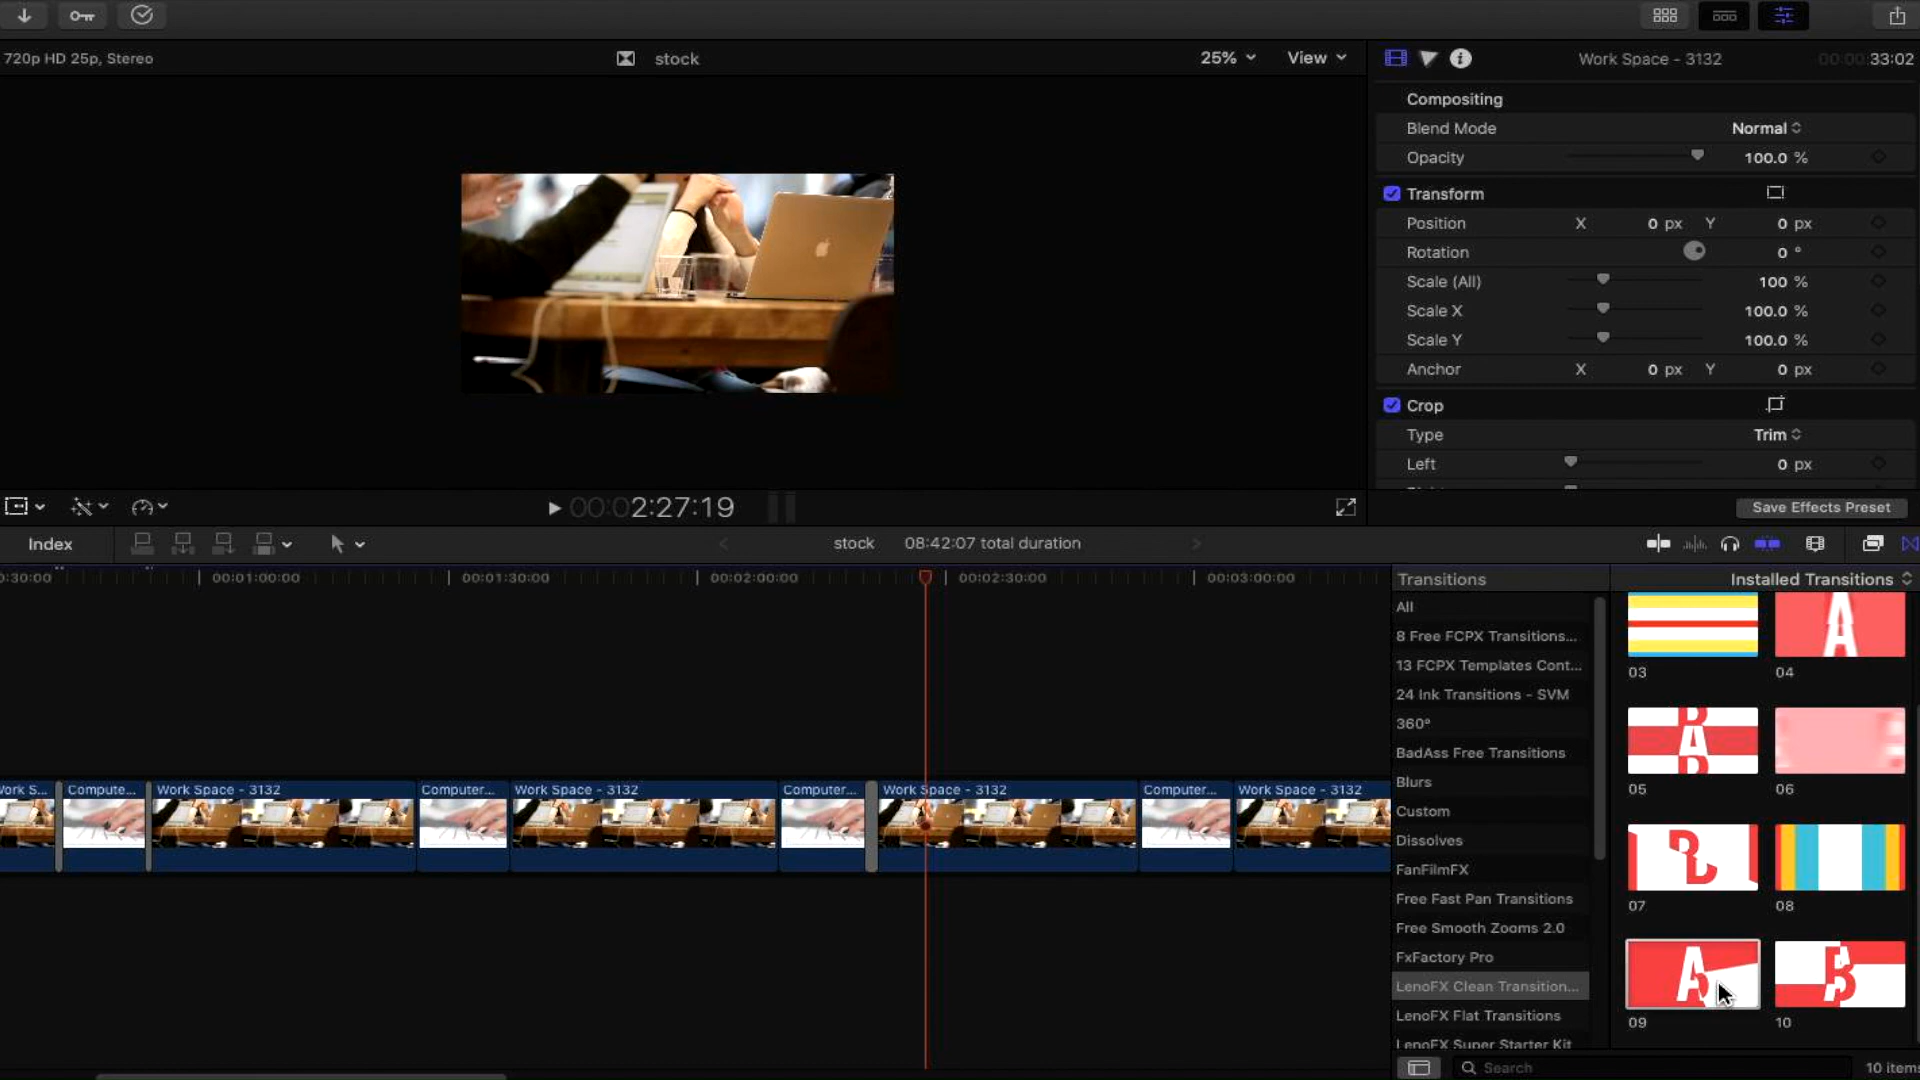 720p HD 25p, Stereo
stock
25%
View
Work Space - 3132
00:00:33:02
Compositing
Blend Mode
Normal
Opacity
100.0 %
Transform
Position
X
0 px
Y
0 px
Rotation
0 °
Scale (All)
100 %
Scale X
100.0 %
Scale Y
100.0 %
Anchor
X
0 px
Y
0 px
Crop
Type
Trim
Left
0 px
00:02:27:19
Save Effects Preset
Index
stock
08:42:07 total duration
0:30:00
00:01:00:00
00:01:30:00
00:02:00:00
00:02:30:00
00:03:00:00
Transitions
Installed Transitions
All
8 Free FCPX Transitions...
13 FCPX Templates Cont...
24 Ink Transitions - SVM
360°
BadAss Free Transitions
Blurs
Custom
Dissolves
FanFilmFX
Free Fast Pan Transitions
Free Smooth Zooms 2.0
FxFactory Pro
LenoFX Clean Transition...
LenoFX Flat Transitions
LenoFX Super Starter Kit
03
04
A
05
A
06
07
08
09
A
10
B
Work S...
Computer...
Work Space - 3132
Computer...
Work Space - 3132
Computer...
Work Space - 3132
Computer...
Work Space - 3132
Search
10 items